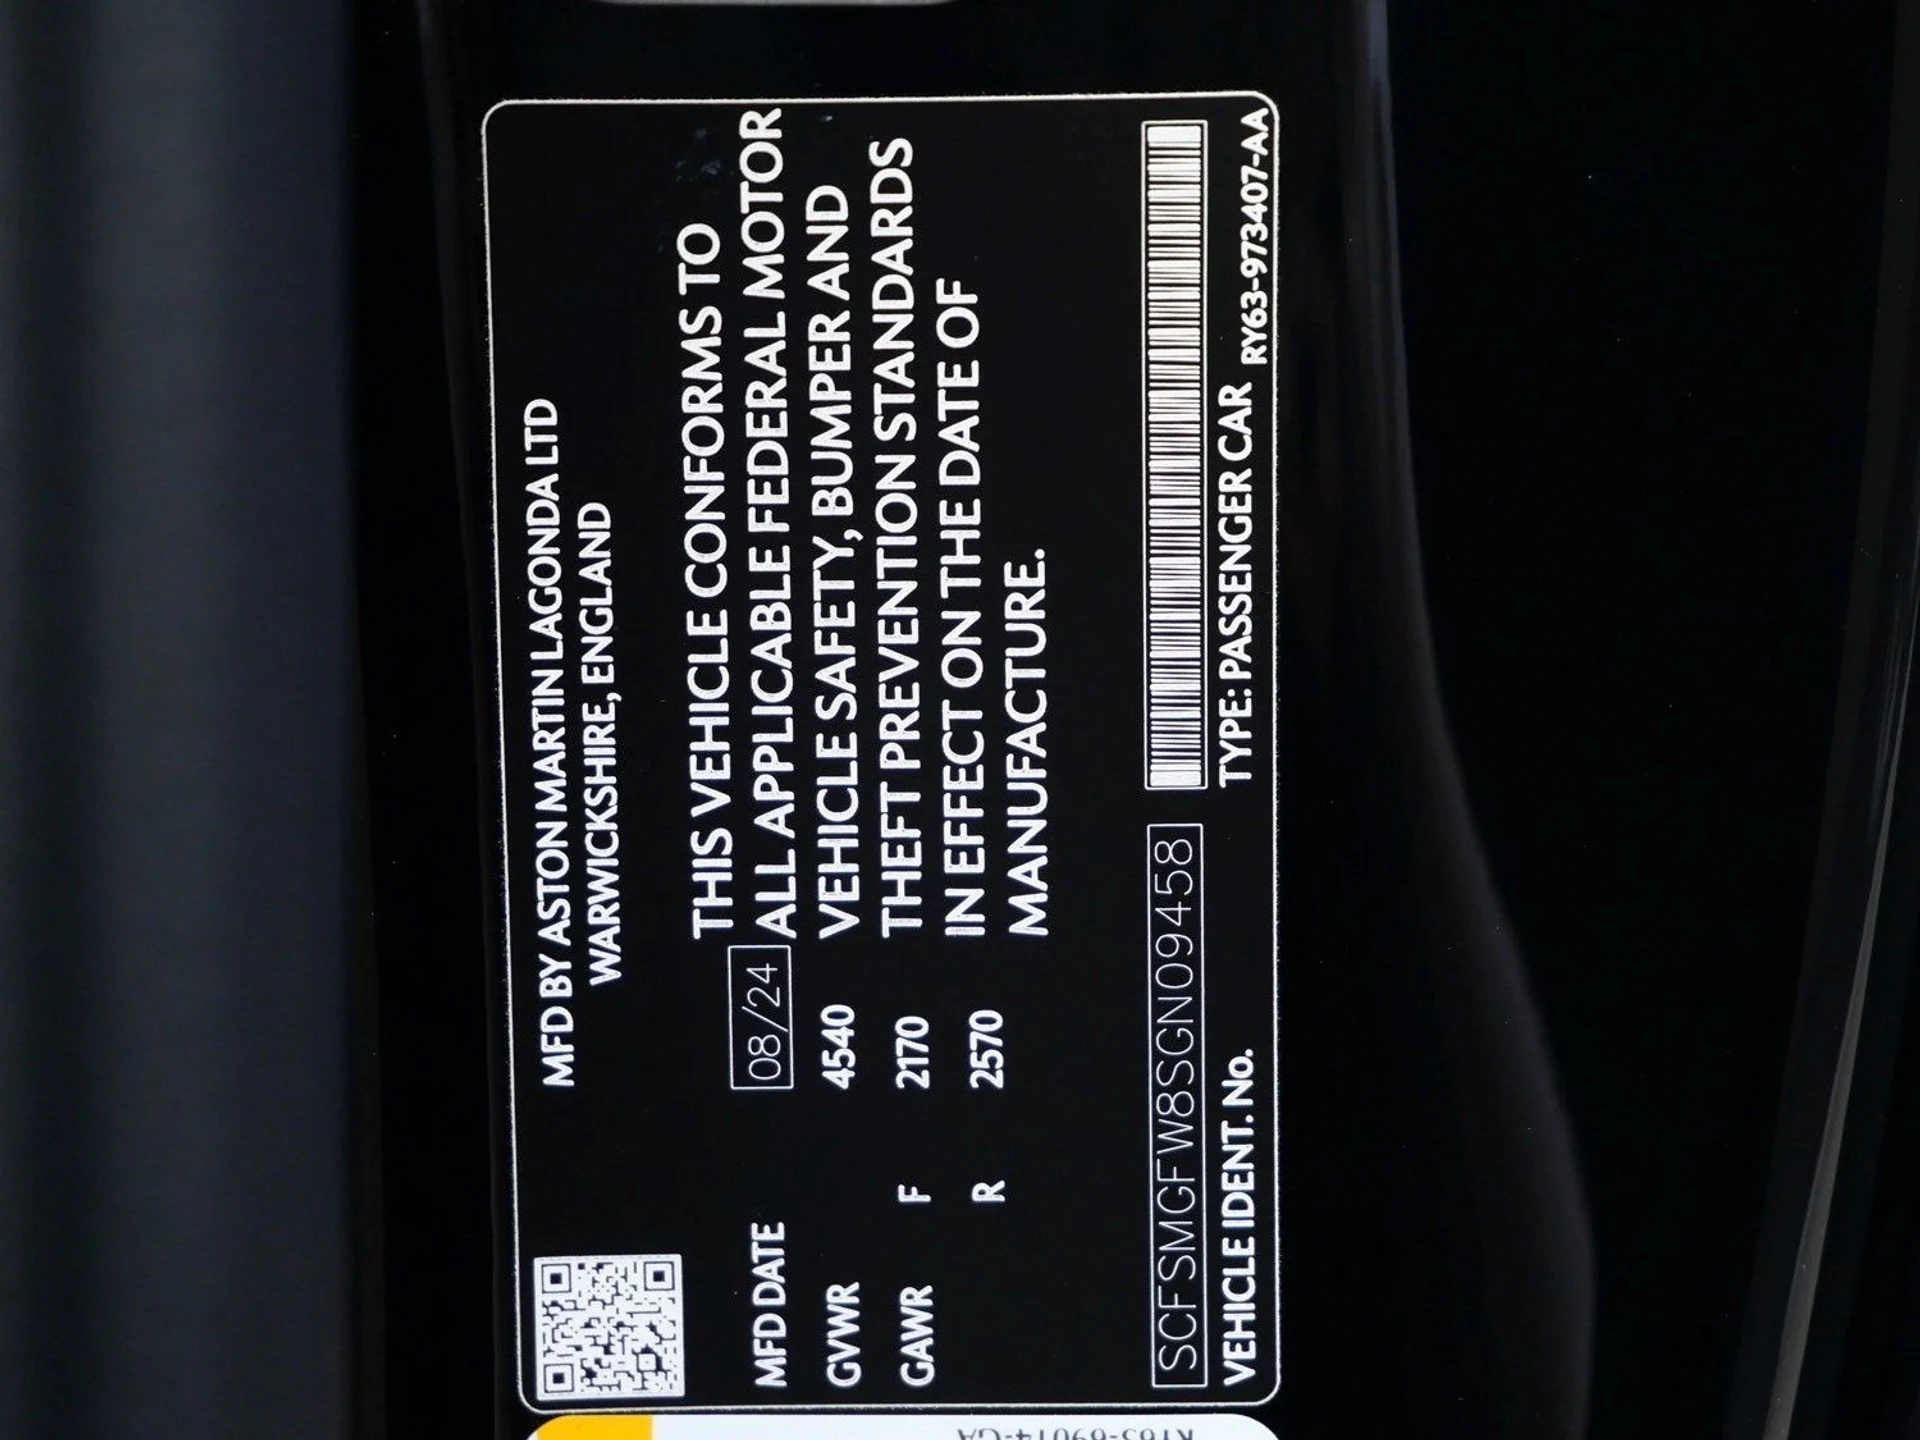 MFD BY ASTON MARTIN LAGONDA LTD
WARWICKSHIRE, ENGLAND
MFD DATE 08/24
GVWR 4540
GAWR F 2170
R 2570
THIS VEHICLE CONFORMS TO
ALL APPLICABLE FEDERAL MOTOR
VEHICLE SAFETY, BUMPER AND
THEFT PREVENTION STANDARDS
IN EFFECT ON THE DATE OF
MANUFACTURE.
SCFSMGFW8SGN09458
VEHICLE IDENT. No.
TYPE: PASSENGER CAR
RY63-973407-AA